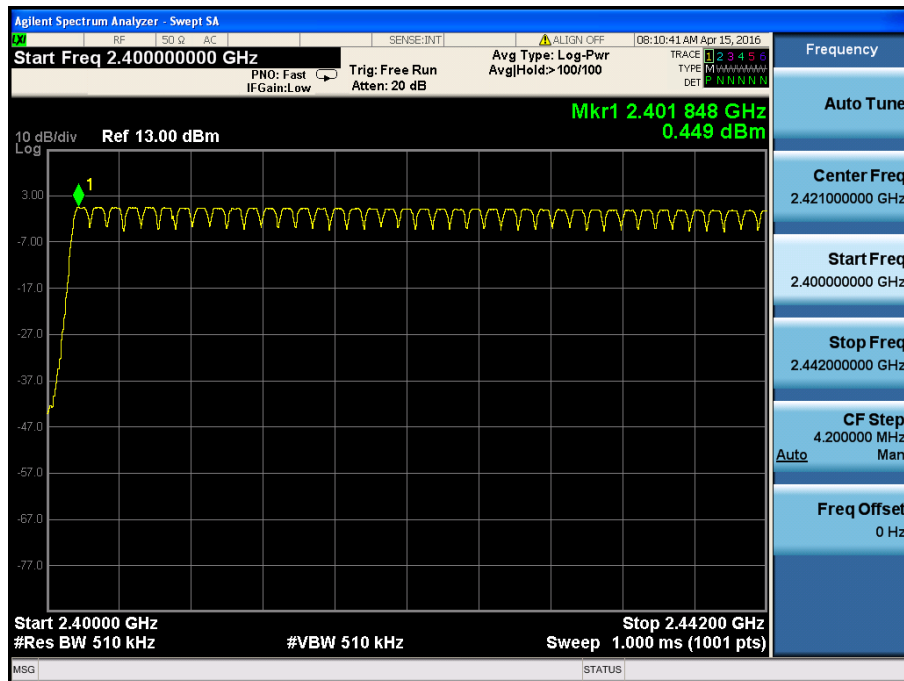 Agilent Spectrum Analyzer - Swept SA
LXI RF 50 Ω AC SENSE:INT ALIGN OFF 08:10:41 AM Apr 15, 2016
Start Freq 2.400000000 GHz
PNO: Fast
IFGain:Low
Trig: Free Run
Atten: 20 dB
Avg Type: Log-Pwr
Avg|Hold:> 100/100
TRACE 1 2 3 4 5 6
TYPE M WWWWW
DET P N N N N N
Mkr1 2.401 848 GHz
0.449 dBm
10 dB/div Ref 13.00 dBm
Log
1
3.00
-7.00
-17.0
-27.0
-37.0
-47.0
-57.0
-67.0
-77.0
Start 2.40000 GHz Stop 2.44200 GHz
#Res BW 510 kHz #VBW 510 kHz Sweep 1.000 ms (1001 pts)
MSG STATUS
Frequency
Auto Tune
Center Freq
2.421000000 GHz
Start Freq
2.400000000 GHz
Stop Freq
2.442000000 GHz
CF Step
4.200000 MHz
Auto Man
Freq Offset
0 Hz